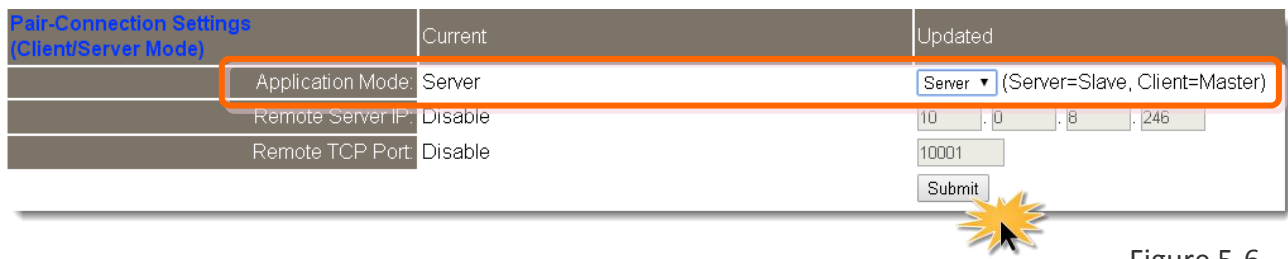 Pair-Connection Settings
(Client/Server Mode)
Current
Updated
Application Mode: Server Server (Server=Slave, Client=Master)
Remote Server IP: Disable 10 . 0 . 8 . 246
Remote TCP Port: Disable 10001
Submit
Figure 5-6